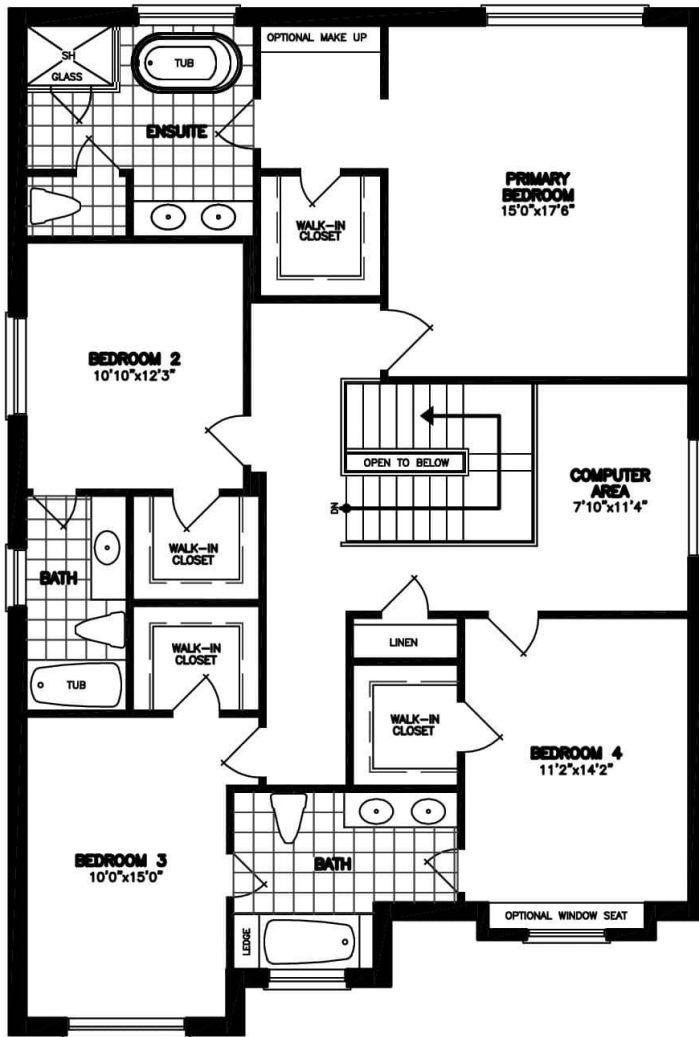 SH
GLASS
TUB
OPTIONAL MAKE UP
ENSUITE
PRIMARY
BEDROOM
15'0"x17'6"
WALK-IN
CLOSET
BEDROOM 2
10'10"x12'3"
OPEN TO BELOW
DN
COMPUTER
AREA
7'10"x11'4"
WALK-IN
CLOSET
BATH
WALK-IN
CLOSET
LINEN
TUB
WALK-IN
CLOSET
BEDROOM 4
11'2"x14'2"
BEDROOM 3
10'0"x15'0"
BATH
OPTIONAL WINDOW SEAT
LEDGE